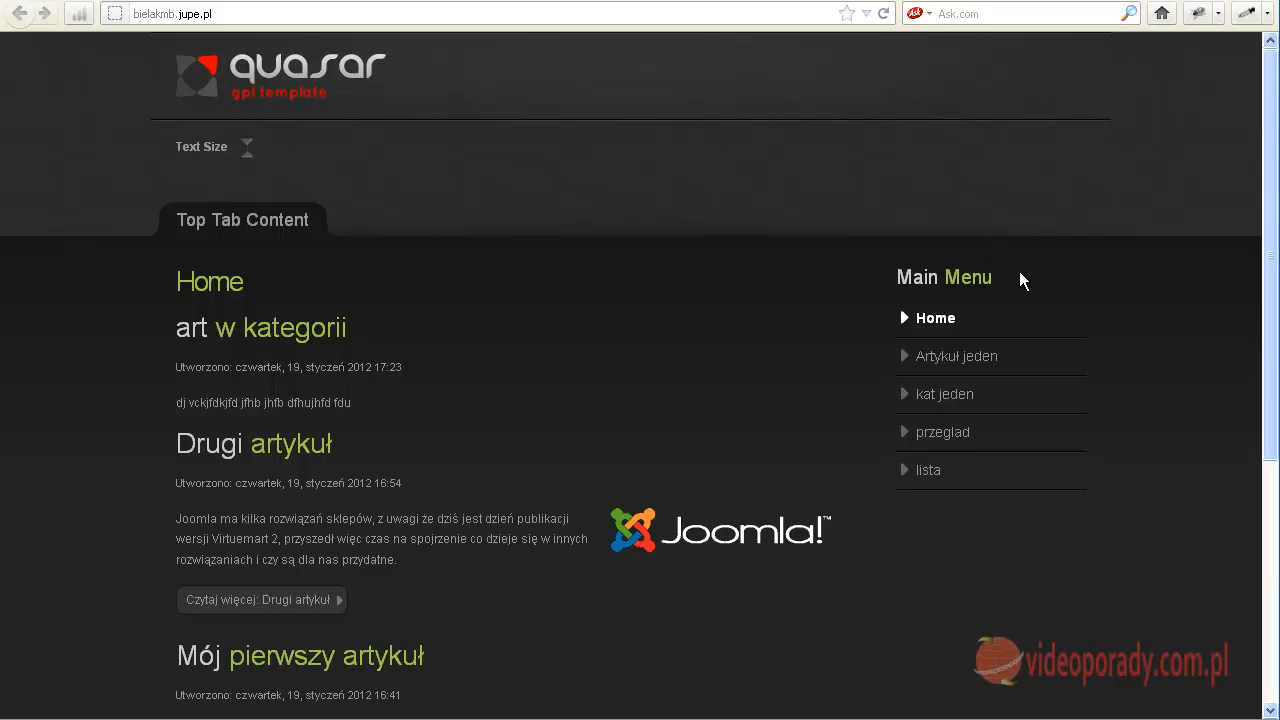 bielakmb.jupe.pl
Ask.com
quasar
gpl template
Text Size
Top Tab Content
Home
art w kategorii
Utworzono: czwartek, 19, styczeń 2012 17:23
dj vckjfdkjfd jfhb jhfb dfhujhfd fdu
Drugi artykuł
Utworzono: czwartek, 19, styczeń 2012 16:54
Joomla ma kilka rozwiązań sklepów, z uwagi że dziś jest dzień publikacji
wersji Virtuemart 2, przyszedł więc czas na spojrzenie co dzieje się w innych
rozwiązaniach i czy są dla nas przydatne.
Joomla!™
Czytaj więcej: Drugi artykuł
Mój pierwszy artykuł
Utworzono: czwartek, 19, styczeń 2012 16:41
Main Menu
Home
Artykuł jeden
kat jeden
przeglad
lista
videoporady.com.pl